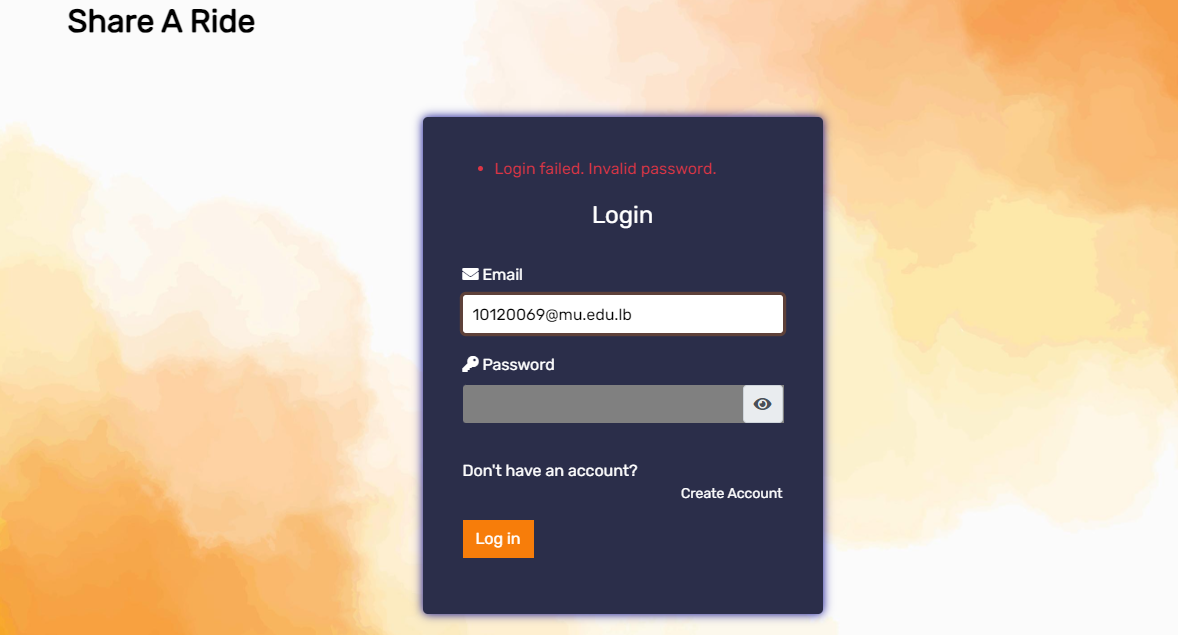 Share A Ride
Login failed. Invalid password.
Login
Email
10120069@mu.edu.lb
Password
Don't have an account?
Create Account
Log in